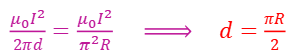 μ₀I²/2πd = μ₀I²/π²R ⟹ d = πR/2